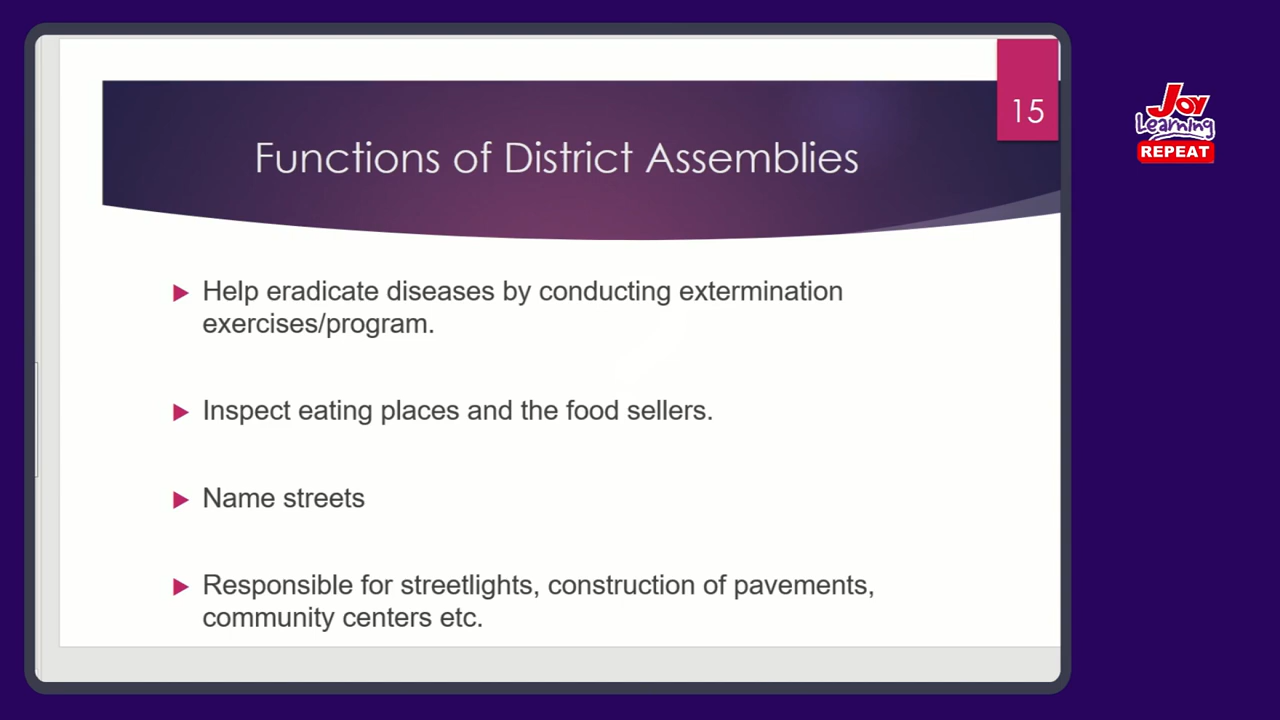 15
Joy
Learning
REPEAT
Functions of District Assemblies
Help eradicate diseases by conducting extermination
exercises/program.
Inspect eating places and the food sellers.
Name streets
Responsible for streetlights, construction of pavements,
community centers etc.